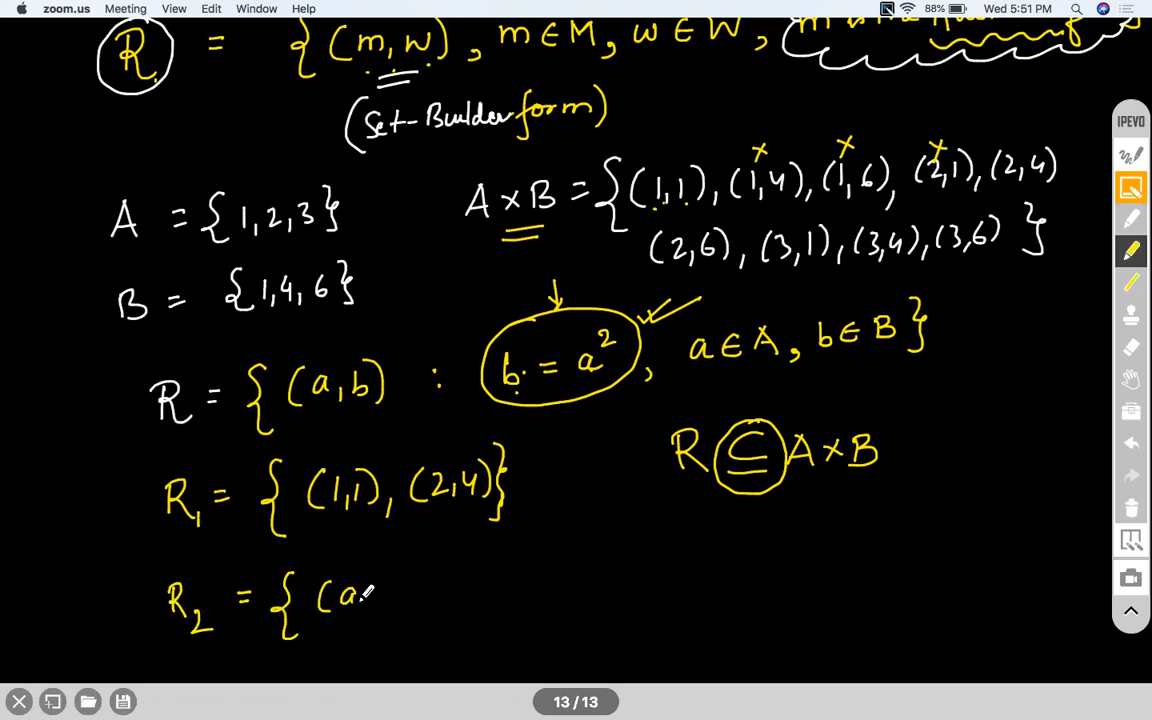 zoom.us Meeting View Edit Window Help 88% Wed 5:51 PM
R = {(m, w), m∈M, w∈W,
(Set-Builder form)
A = {1,2,3}
B = {1,4,6}
A×B = {(1,1), (1,4), (1,6), (2,1), (2,4)
(2,6), (3,1), (3,4), (3,6)}
R = {(a,b) : b = a², a∈A, b∈B}
R ⊆ A×B
R₁ = {(1,1), (2,4)}
R₂ = {(a
IPEVO
13 / 13